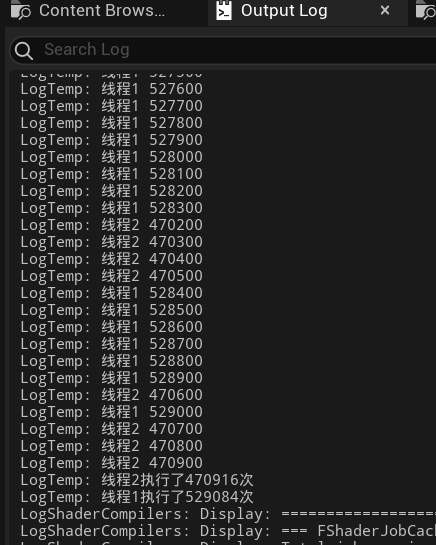 Content Brows...
Output Log
Search Log
LogTemp: 线程1 527500
LogTemp: 线程1 527600
LogTemp: 线程1 527700
LogTemp: 线程1 527800
LogTemp: 线程1 527900
LogTemp: 线程1 528000
LogTemp: 线程1 528100
LogTemp: 线程1 528200
LogTemp: 线程1 528300
LogTemp: 线程2 470200
LogTemp: 线程2 470300
LogTemp: 线程2 470400
LogTemp: 线程2 470500
LogTemp: 线程1 528400
LogTemp: 线程1 528500
LogTemp: 线程1 528600
LogTemp: 线程1 528700
LogTemp: 线程1 528800
LogTemp: 线程1 528900
LogTemp: 线程2 470600
LogTemp: 线程1 529000
LogTemp: 线程2 470700
LogTemp: 线程2 470800
LogTemp: 线程2 470900
LogTemp: 线程2执行了470916次
LogTemp: 线程1执行了529084次
LogShaderCompilers: Display: ==================
LogShaderCompilers: Display: === FShaderJobCac